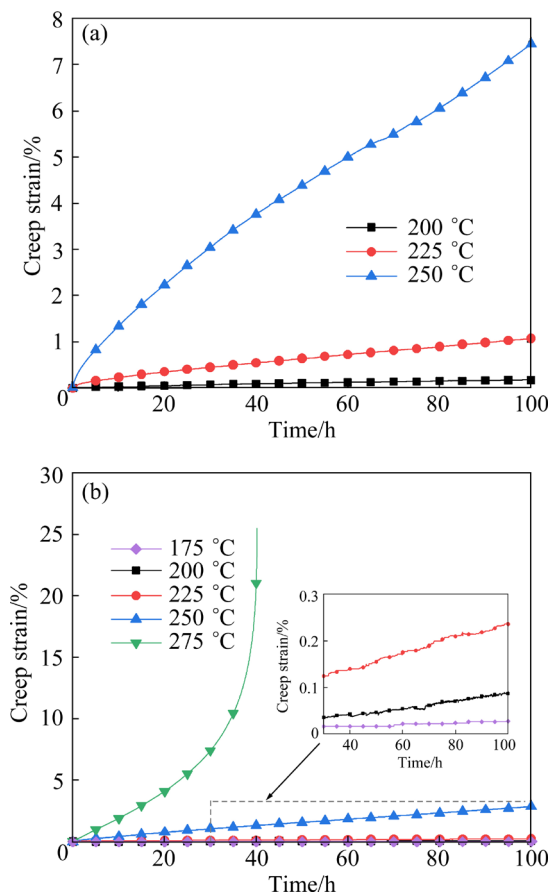 (a)
8
7
6
5
4
3
2
1
0
Creep strain/%
200 °C
225 °C
250 °C
0 20 40 60 80 100
Time/h
(b)
30
25
20
15
10
5
0
Creep strain/%
175 °C
200 °C
225 °C
250 °C
275 °C
0.3
0.2
0.1
0
Creep strain/%
40 60 80 100
Time/h
20 40 60 80 100
Time/h